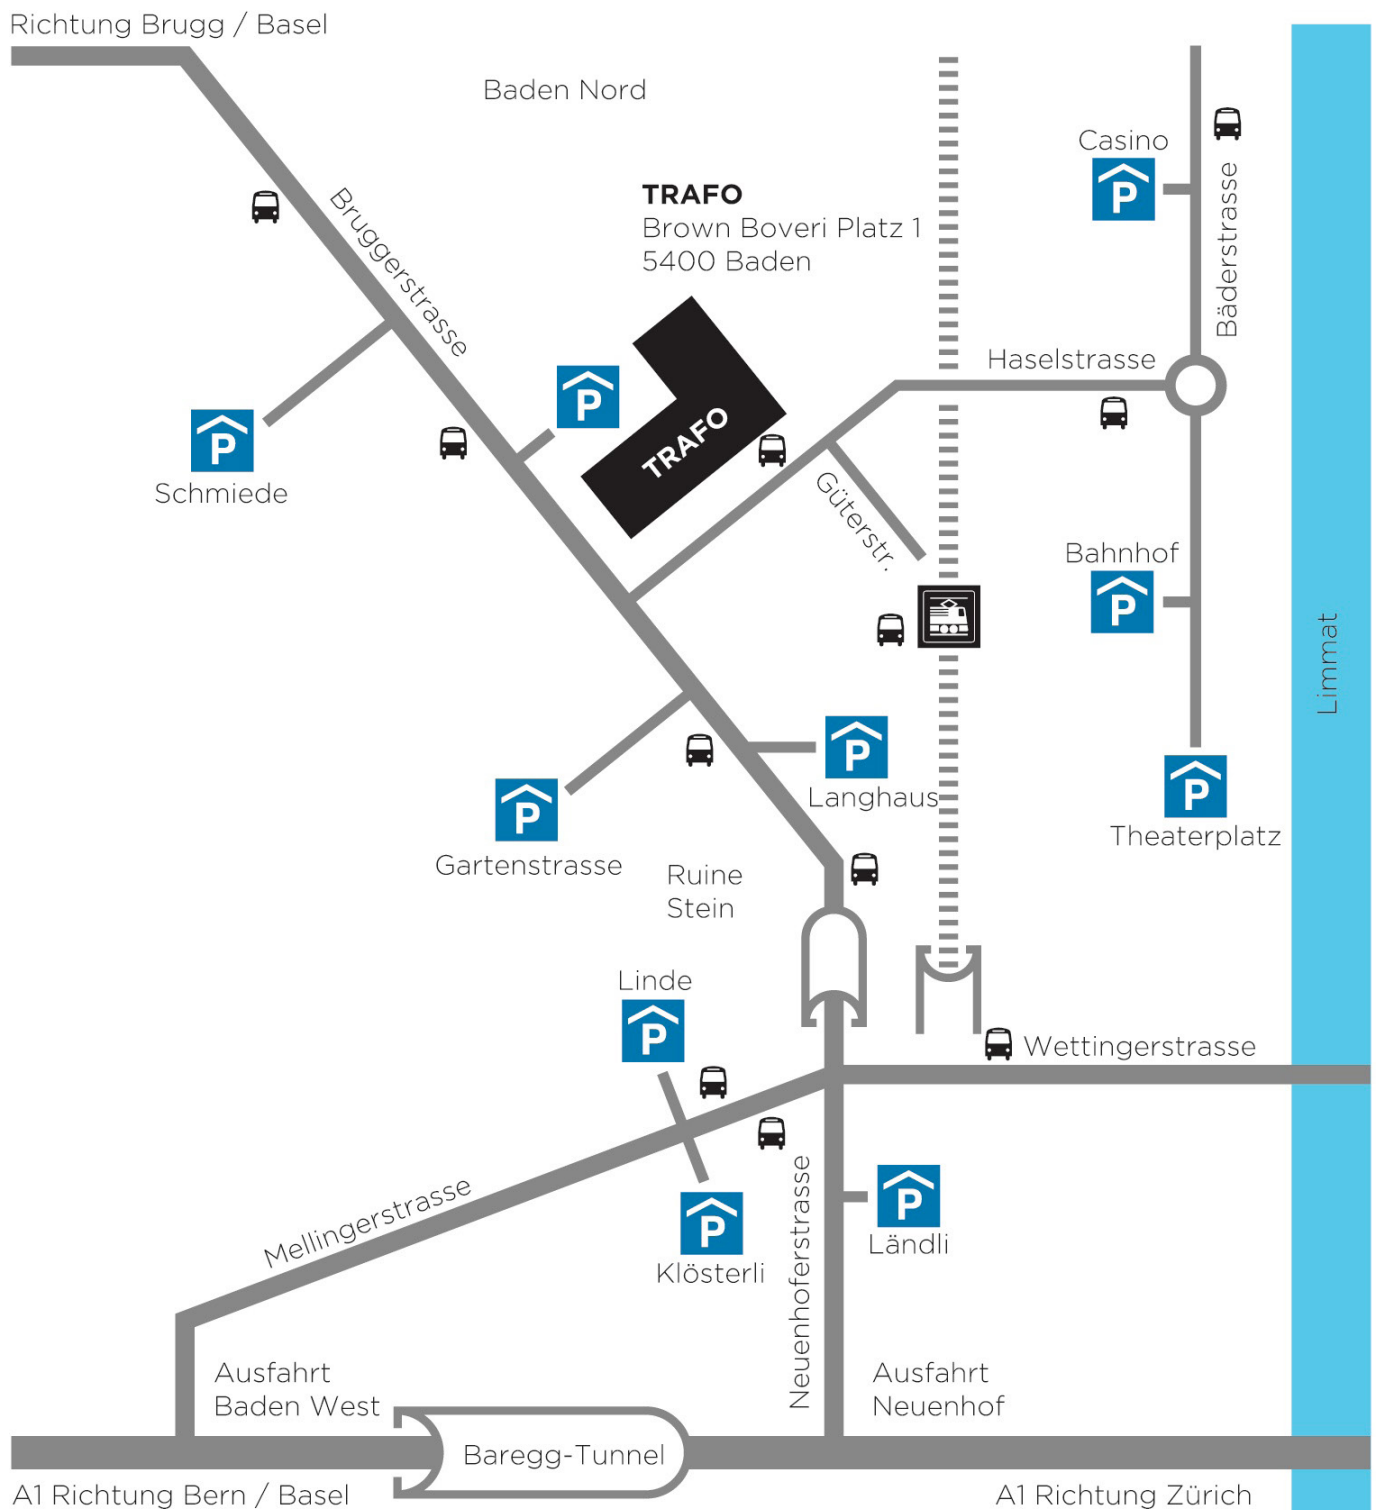 Richtung Brugg / Basel
Baden Nord
Casino
P
Bäderstrasse
TRAFO
Brown Boveri Platz 1
5400 Baden
Bruggerstrasse
Haselstrasse
P
TRAFO
P
Schmiede
Güterstr.
Bahnhof
P
Limmat
P
Langhaus
P
Theaterplatz
P
Gartenstrasse
Ruine
Stein
Linde
P
Wettingerstrasse
Mellingerstrasse
P
Klösterli
Neuenhoferstrasse
P
Ländli
Ausfahrt
Baden West
Ausfahrt
Neuenhof
Baregg-Tunnel
A1 Richtung Bern / Basel
A1 Richtung Zürich